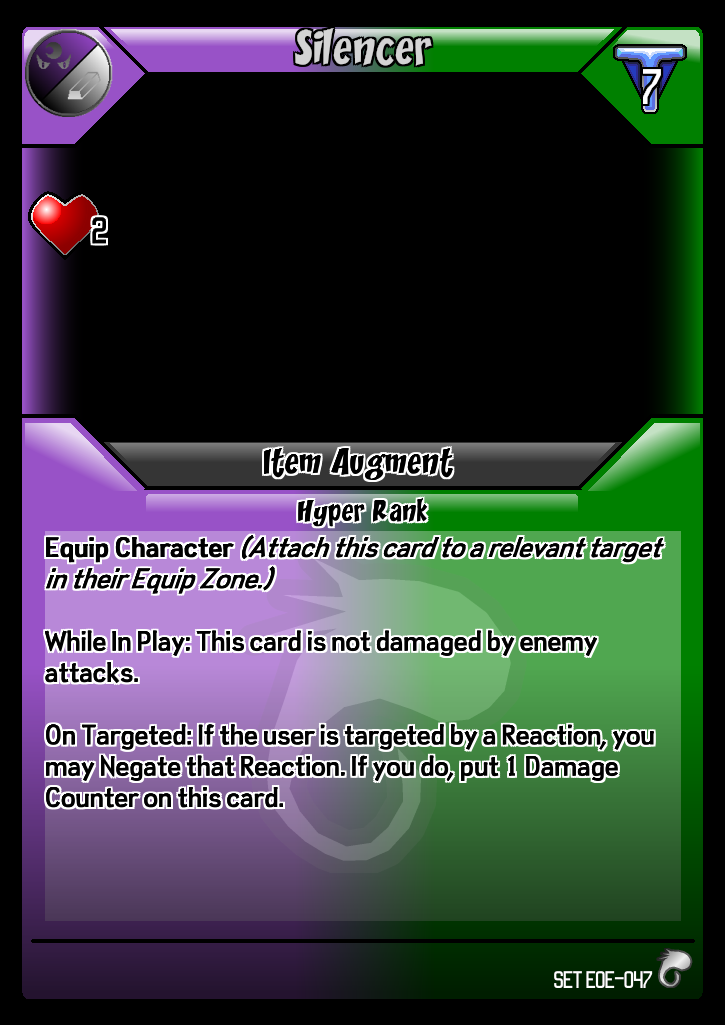 Silencer
7
2
Item Augment
Hyper Rank
Equip Character (Attach this card to a relevant target
in their Equip Zone.)
While In Play: This card is not damaged by enemy
attacks.
On Targeted: If the user is targeted by a Reaction, you
may Negate that Reaction. If you do, put 1 Damage
Counter on this card.
SET EOE-047